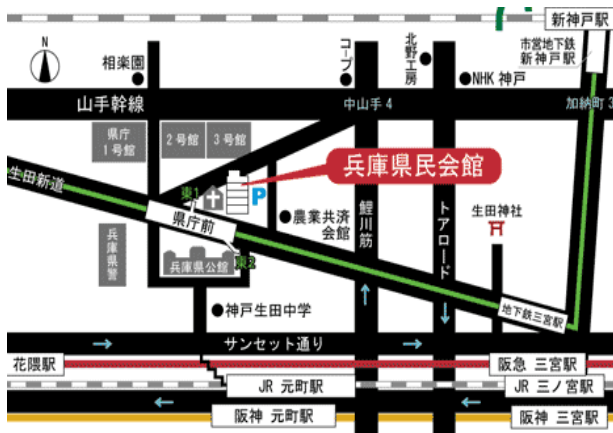 新神戸駅
N
相楽園
コープ
北野工房
市営地下鉄
新神戸駅
NHK 神戸
山手幹線
中山手 4
加納町 3
県庁
1号館
2号館
3号館
兵庫県民会館
生田新道
東1
P
県庁前
農業共済
会館
鯉川筋
トアロード
生田神社
兵庫県警
兵庫県公館
東2
地下鉄三宮駅
神戸生田中学
サンセット通り
花隈駅
阪急 三宮駅
JR 元町駅
JR 三ノ宮駅
阪神 元町駅
阪神 三宮駅